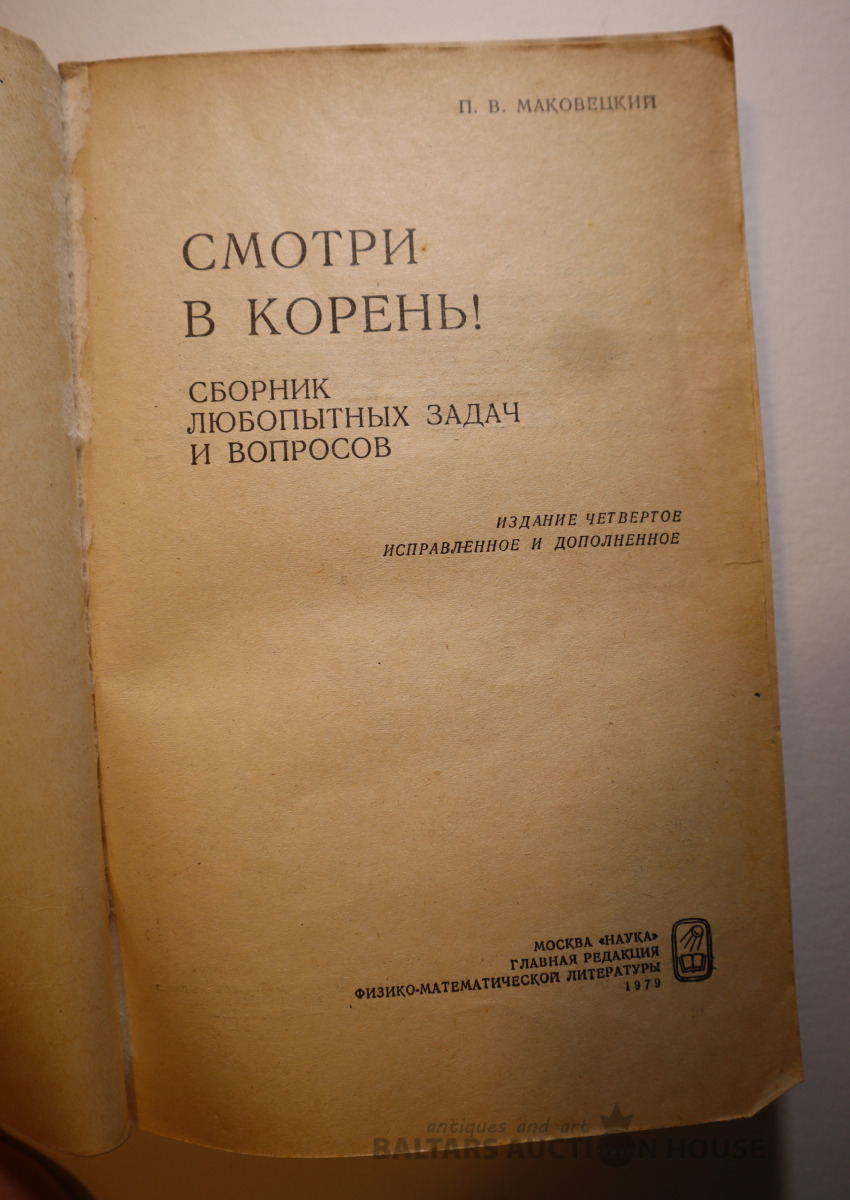 П. В. МАКОВЕЦКИЙ
СМОТРИ
В КОРЕНЬ!
СБОРНИК
ЛЮБОПЫТНЫХ ЗАДАЧ
И ВОПРОСОВ
ИЗДАНИЕ ЧЕТВЕРТОЕ
ИСПРАВЛЕННОЕ И ДОПОЛНЕННОЕ
МОСКВА «НАУКА»
ГЛАВНАЯ РЕДАКЦИЯ
ФИЗИКО-МАТЕМАТИЧЕСКОЙ ЛИТЕРАТУРЫ
1979
antiques and art
BALTARS AUCTION HOUSE